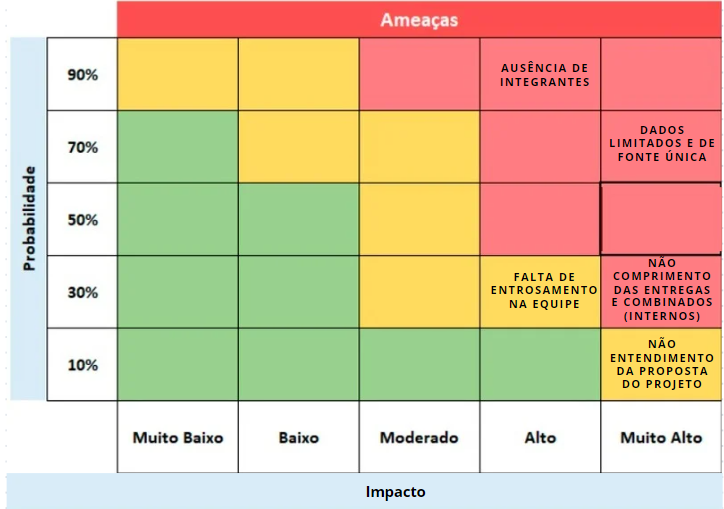 Ameaças
Probabilidade
90%
AUSÊNCIA DE
INTEGRANTES
70%
DADOS
LIMITADOS E DE
FONTE ÚNICA
50%
30%
FALTA DE
ENTROSAMENTO
NA EQUIPE
NÃO
COMPRIMENTO
DAS ENTREGAS
E COMBINADOS
(INTERNOS)
10%
NÃO
ENTENDIMENTO
DA PROPOSTA
DO PROJETO
Muito Baixo
Baixo
Moderado
Alto
Muito Alto
Impacto